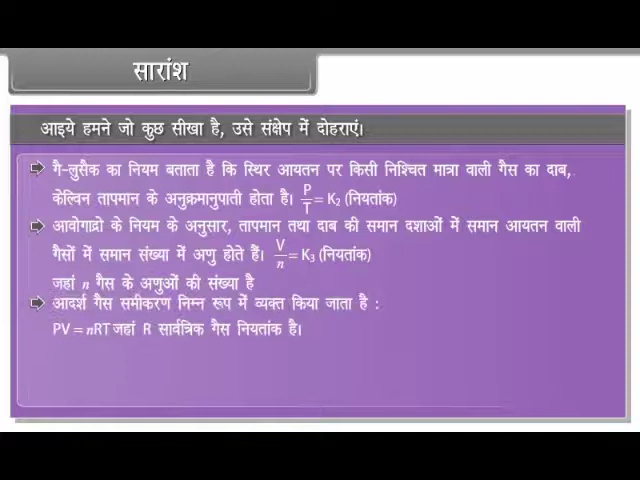 सारांश
आइये हमने जो कुछ सीखा है, उसे संक्षेप में दोहराएं।
गै-लुसैक का नियम बताता है कि स्थिर आयतन पर किसी निश्चित मात्रा वाली गैस का दाब,
केल्विन तापमान के अनुक्रमानुपाती होता है। P/T = K₂ (नियतांक)
आवोगाद्रो के नियम के अनुसार, तापमान तथा दाब की समान दशाओं में समान आयतन वाली
गैसों में समान संख्या में अणु होते हैं। V/n = K₃ (नियतांक)
जहां n गैस के अणुओं की संख्या है
आदर्श गैस समीकरण निम्न रूप में व्यक्त किया जाता है :
PV = nRT जहां R सार्वत्रिक गैस नियतांक है।